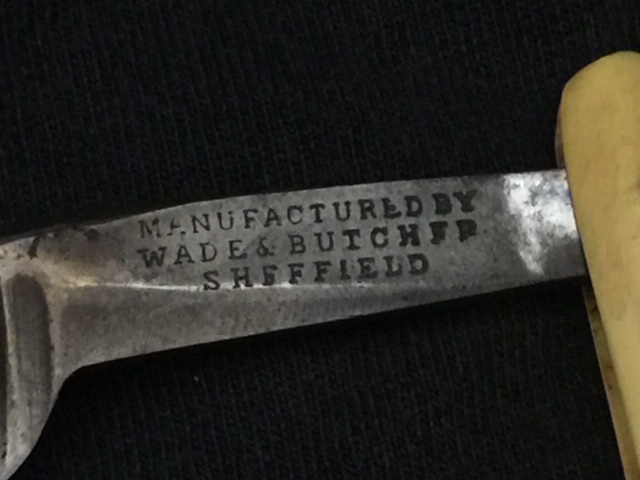 MANUFACTURED BY
WADE & BUTCHER
SHEFFIELD